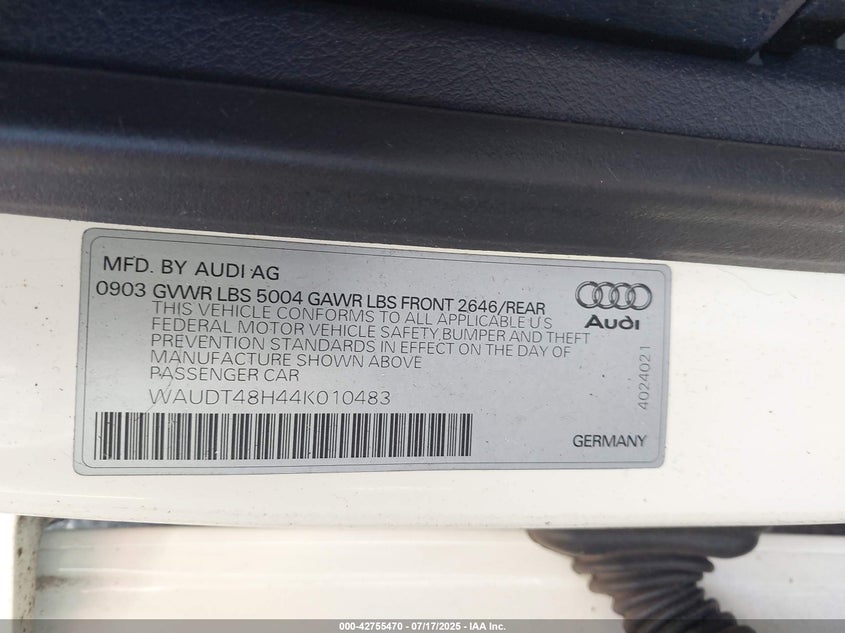 MFD. BY AUDI AG
0903 GVWR LBS 5004 GAWR LBS FRONT 2646/REAR
THIS VEHICLE CONFORMS TO ALL APPLICABLE U S
FEDERAL MOTOR VEHICLE SAFETY, BUMPER AND THEFT
PREVENTION STANDARDS IN EFFECT ON THE DAY OF
MANUFACTURE SHOWN ABOVE
PASSENGER CAR
WAUDT48H44K010483
Audi
4024021
GERMANY
000-42755470 - 07/17/2025 - IAA Inc.